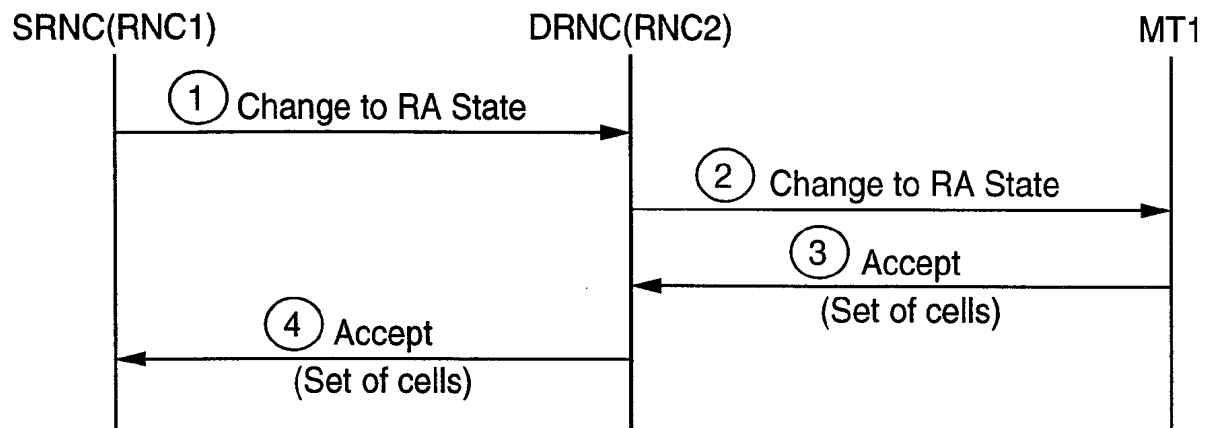 SRNC(RNC1) DRNC(RNC2) MT1
1 Change to RA State
2 Change to RA State
3 Accept
(Set of cells)
4 Accept
(Set of cells)